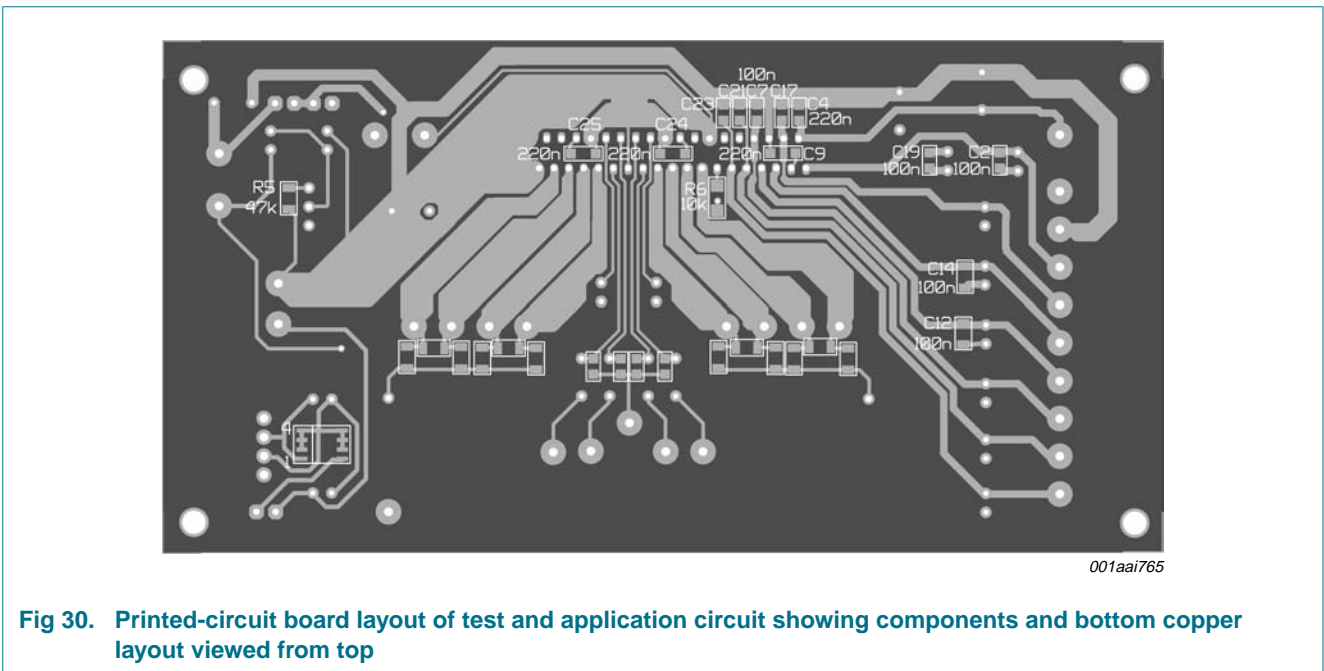 100n
C23 C21 C7 C17 C4
220n
C25 C24
220n 220n 220n C9
C19 C2
100n 100n
R5
47k
R6
10k
C14
100n
C12
100n
4
1
001aai765
Fig 30. Printed-circuit board layout of test and application circuit showing components and bottom copper
layout viewed from top